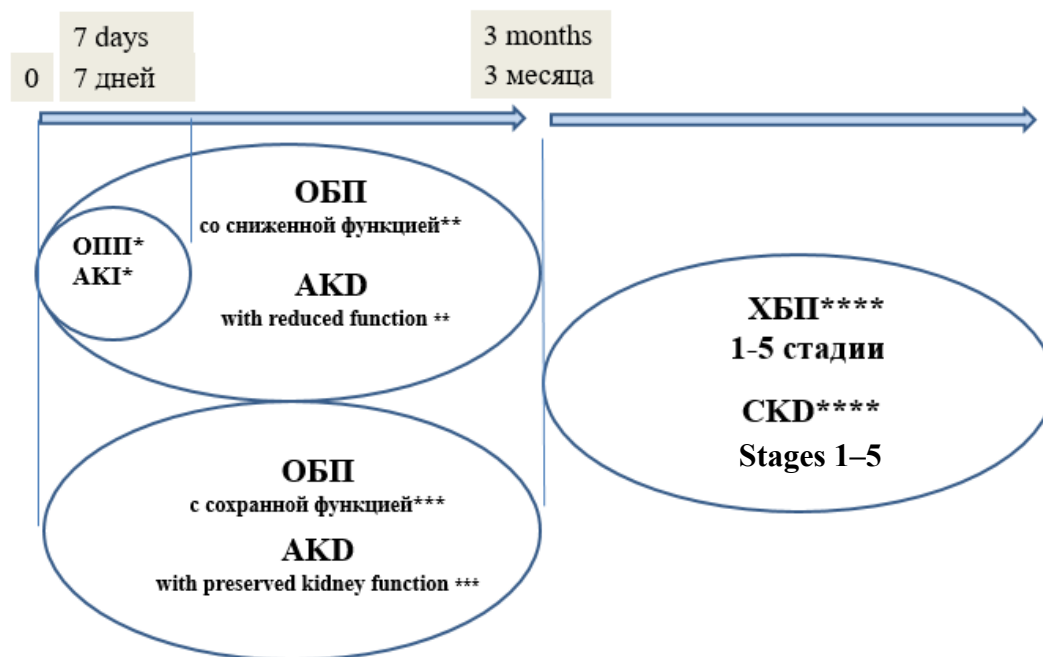 7 days
7 дней
0
3 months
3 месяца
ОБП
со сниженной функцией**
AKD
with reduced function **
ОПП*
AKI*
ОБП
с сохранной функцией***
AKD
with preserved kidney function ***
ХБП****
1-5 стадии
CKD****
Stages 1–5